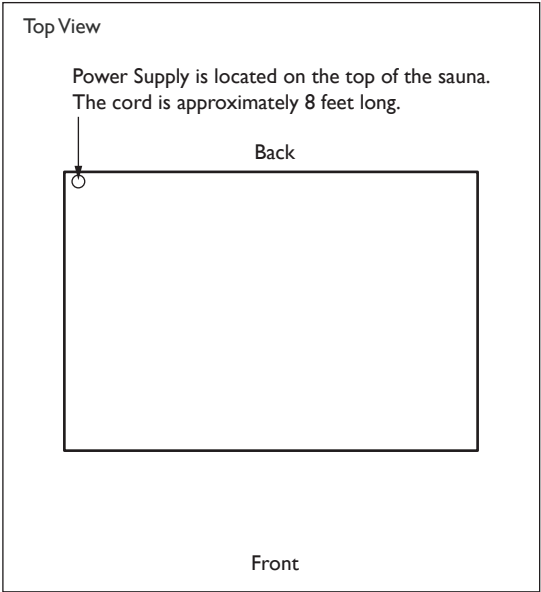 Top View
Power Supply is located on the top of the sauna.
The cord is approximately 8 feet long.
Back
Front